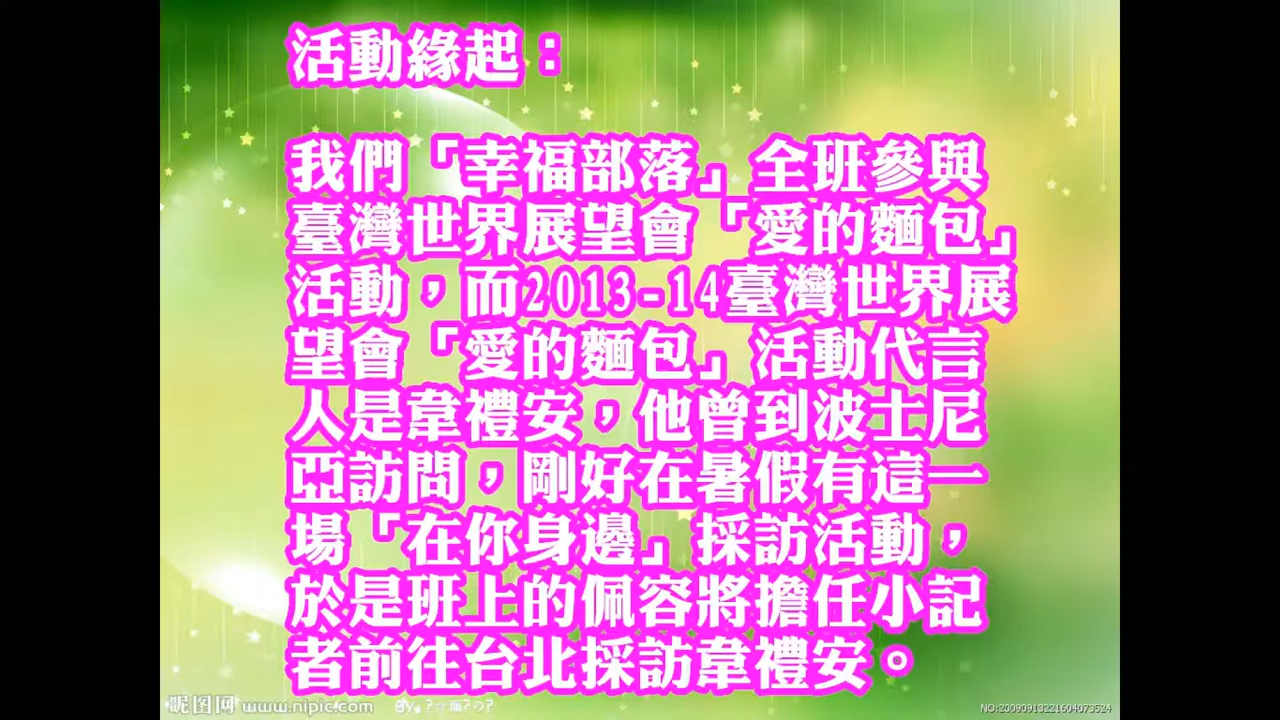 活動緣起：
我們「幸福部落」全班參與
臺灣世界展望會「愛的麵包」
活動，而2013-14臺灣世界展
望會「愛的麵包」活動代言
人是韋禮安，他曾到波士尼
亞訪問，剛好在暑假有這一
場「在你身邊」採訪活動，
於是班上的佩容將擔任小記
者前往台北採訪韋禮安。
昵图网 www.nipic.com By:
NO:20090913221604073524